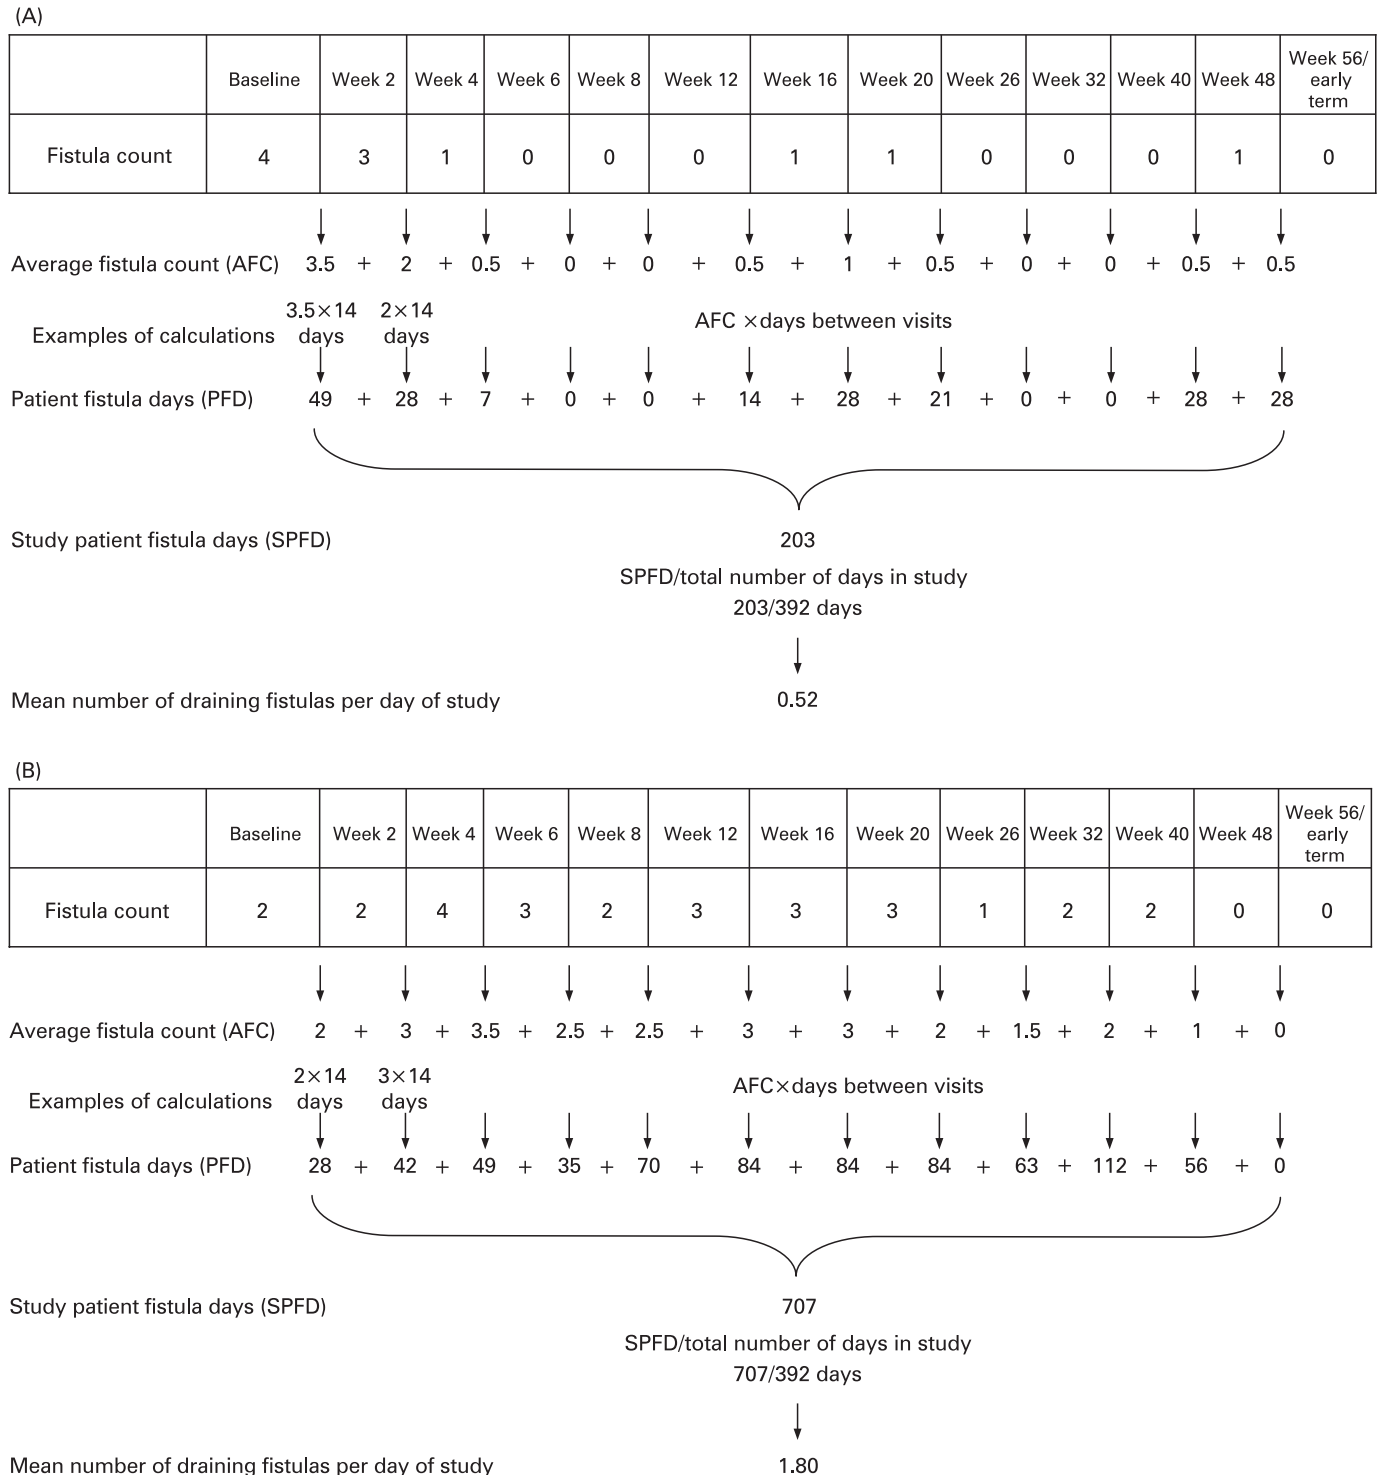 (A)
Baseline Week 2 Week 4 Week 6 Week 8 Week 12 Week 16 Week 20 Week 26 Week 32 Week 40 Week 48 Week 56/ early term
Fistula count 4 3 1 0 0 0 1 1 0 0 0 1 0
Average fistula count (AFC) 3.5 + 2 + 0.5 + 0 + 0 + 0.5 + 1 + 0.5 + 0 + 0 + 0.5 + 0.5
Examples of calculations 3.5×14 days 2×14 days AFC ×days between visits
Patient fistula days (PFD) 49 + 28 + 7 + 0 + 0 + 14 + 28 + 21 + 0 + 0 + 28 + 28
Study patient fistula days (SPFD) 203
SPFD/total number of days in study
203/392 days
Mean number of draining fistulas per day of study 0.52
(B)
Baseline Week 2 Week 4 Week 6 Week 8 Week 12 Week 16 Week 20 Week 26 Week 32 Week 40 Week 48 Week 56/ early term
Fistula count 2 2 4 3 2 3 3 3 1 2 2 0 0
Average fistula count (AFC) 2 + 3 + 3.5 + 2.5 + 2.5 + 3 + 3 + 2 + 1.5 + 2 + 1 + 0
Examples of calculations 2×14 days 3×14 days AFC×days between visits
Patient fistula days (PFD) 28 + 42 + 49 + 35 + 70 + 84 + 84 + 84 + 63 + 112 + 56 + 0
Study patient fistula days (SPFD) 707
SPFD/total number of days in study
707/392 days
Mean number of draining fistulas per day of study 1.80